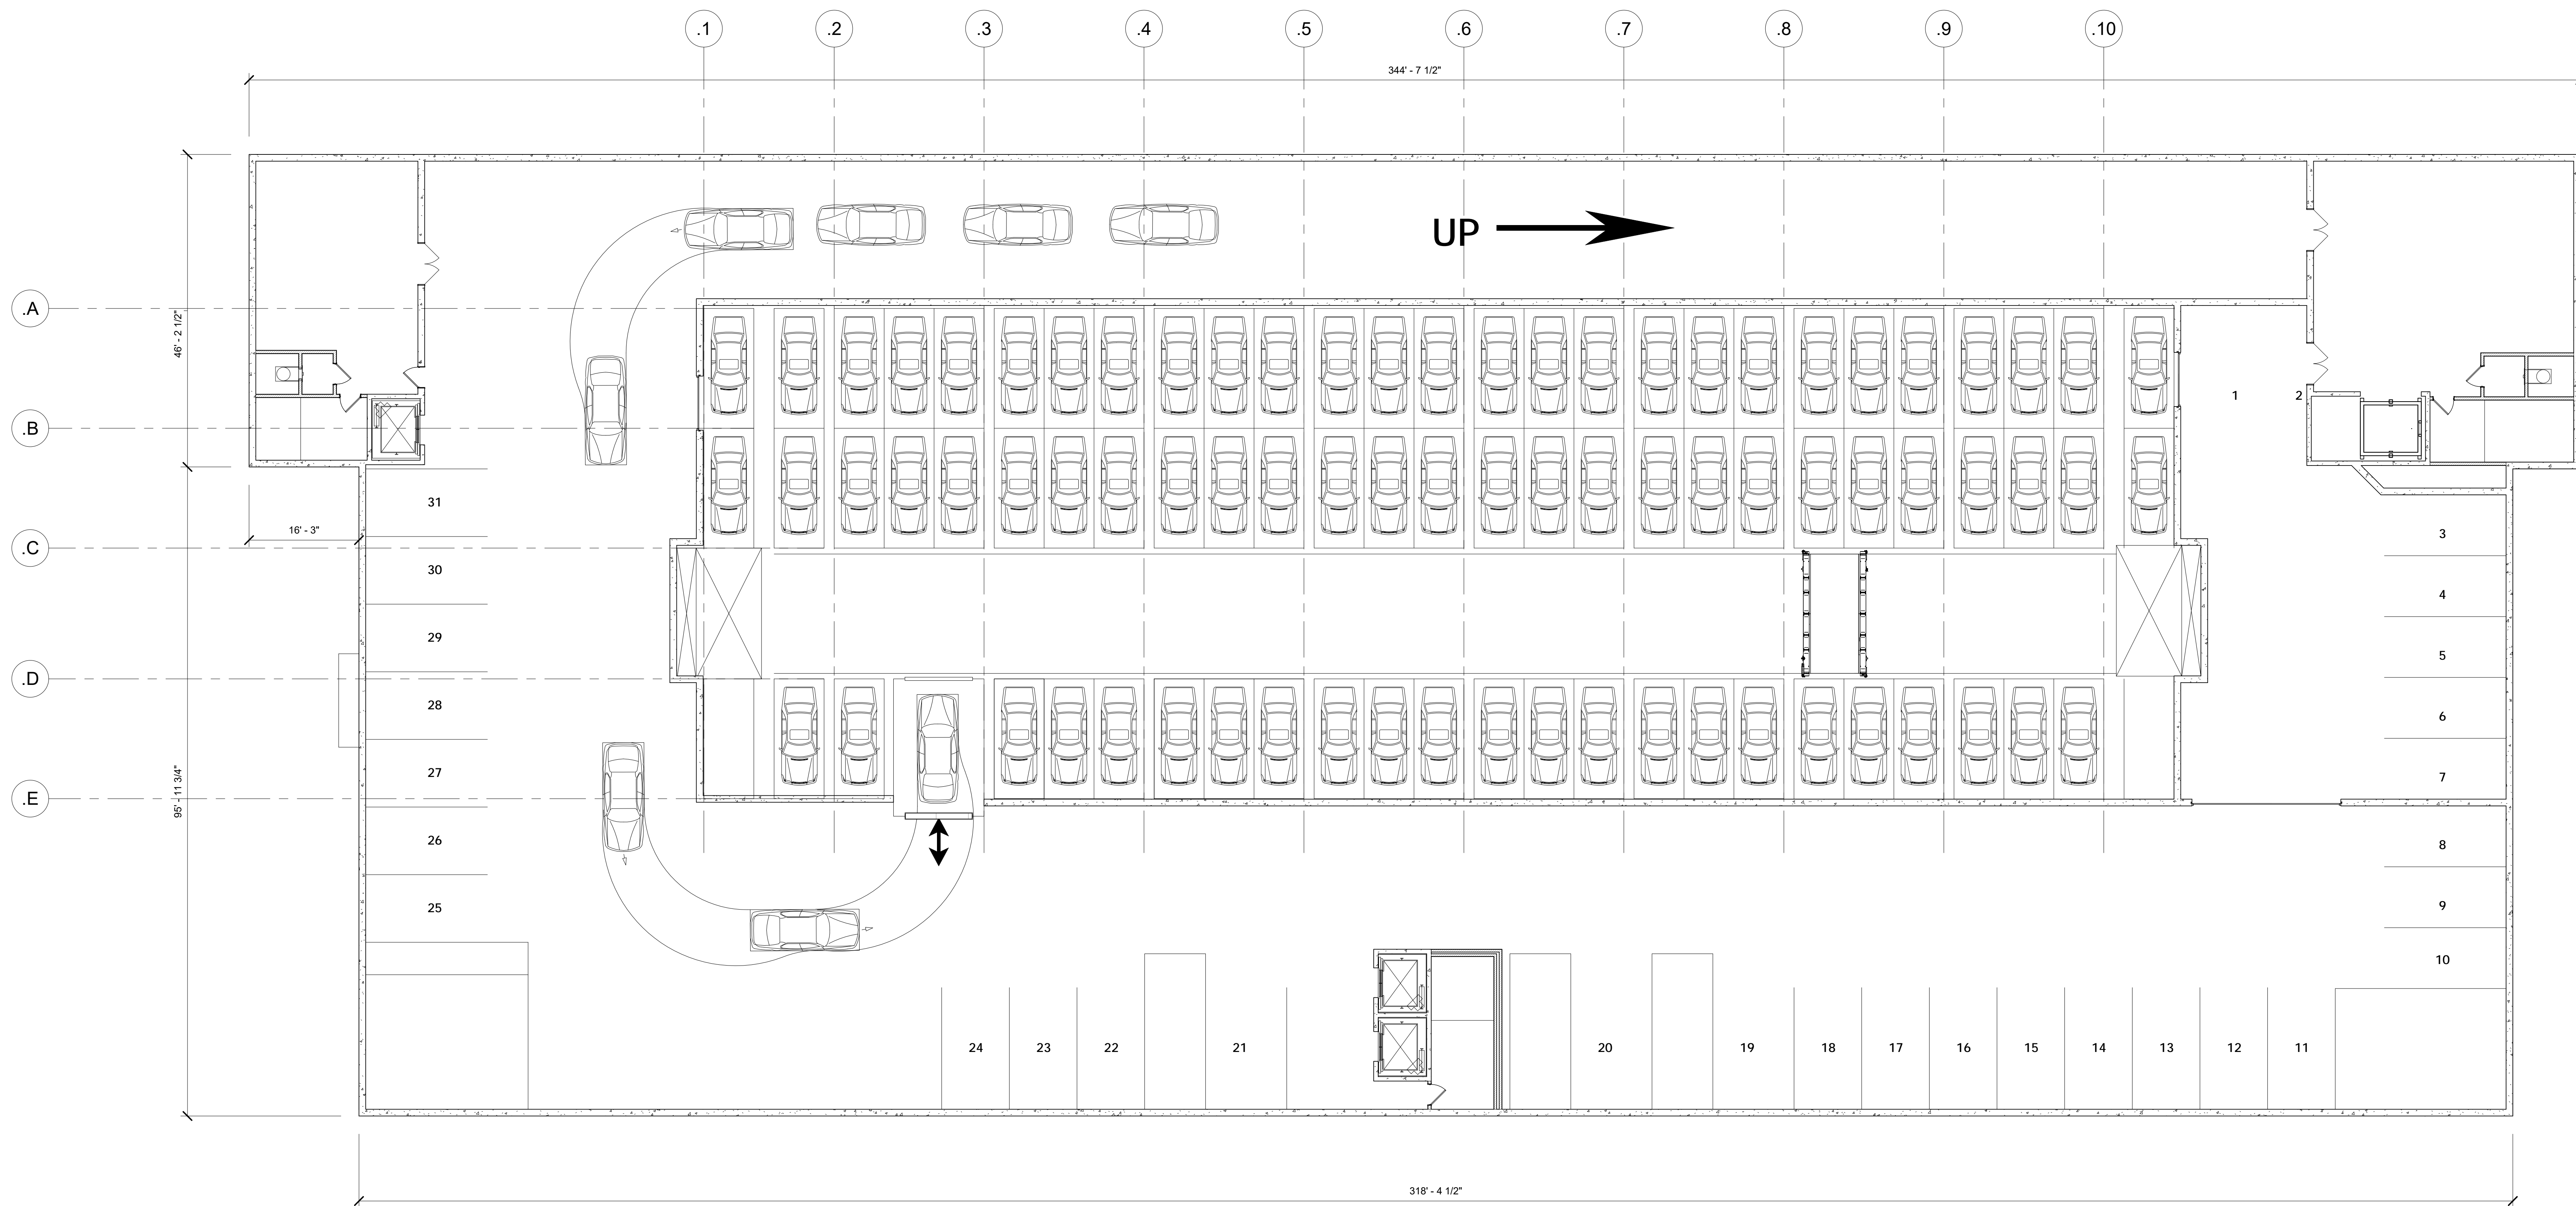 .1 .2 .3 .4 .5 .6 .7 .8 .9 .10
344' - 7 1/2"
UP
.A
46' - 2 1/2"
1 2
.B
31
16' - 3"
3
.C
30
4
29
5
.D
28
6
27
7
95' - 11 3/4"
.E
26
8
25
9
10
24 23 22 21 20 19 18 17 16 15 14 13 12 11
318' - 4 1/2"